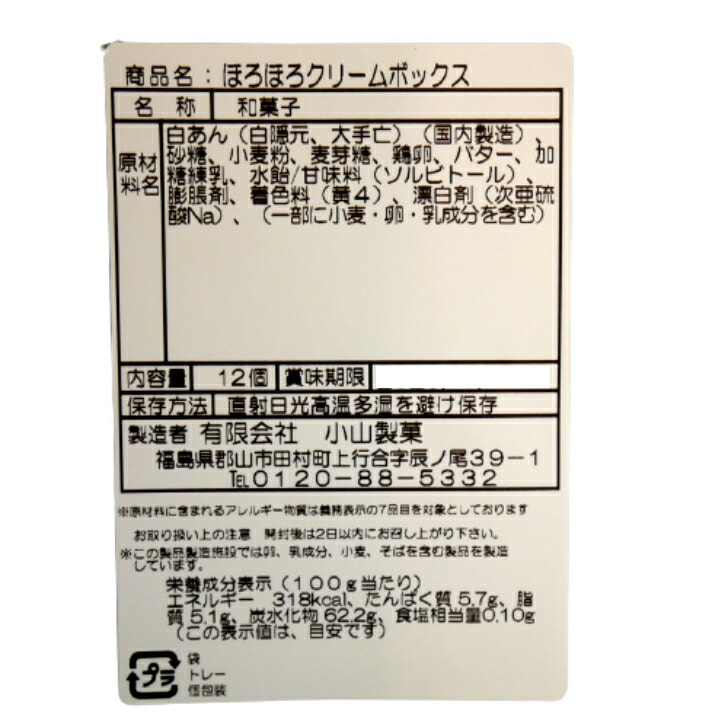 商品名：ほろほろクリームボックス
名　称　和菓子
原材料名
白あん（白隠元、大手亡）（国内製造）、
砂糖、小麦粉、麦芽糖、鶏卵、バター、加
糖練乳、水飴/甘味料（ソルビトール）、
膨脹剤、着色料（黄４）、漂白剤（次亜硫
酸Na）、（一部に小麦・卵・乳成分を含む）
内容量　12個　賞味期限
保存方法　直射日光高温多湿を避け保存
製造者 有限会社　小山製菓
福島県郡山市田村町上行合字辰ノ尾39－1
TEL0120－88－5332
※原材料に含まれるアレルギー物質は義務表示の7品目を対象としております
お取り扱い上の注意　開封後は2日以内にお召し上がり下さい。
※この製品製造施設では卵、乳成分、小麦、そばを含む製品を製造
しています。
栄養成分表示（１００ｇ当たり）
エネルギー　318kcal、たんぱく質 5.7g、脂
質 5.1g、炭水化物 62.2g、食塩相当量0.10g
（この表示値は、目安です）
プラ
袋
トレー
個包装